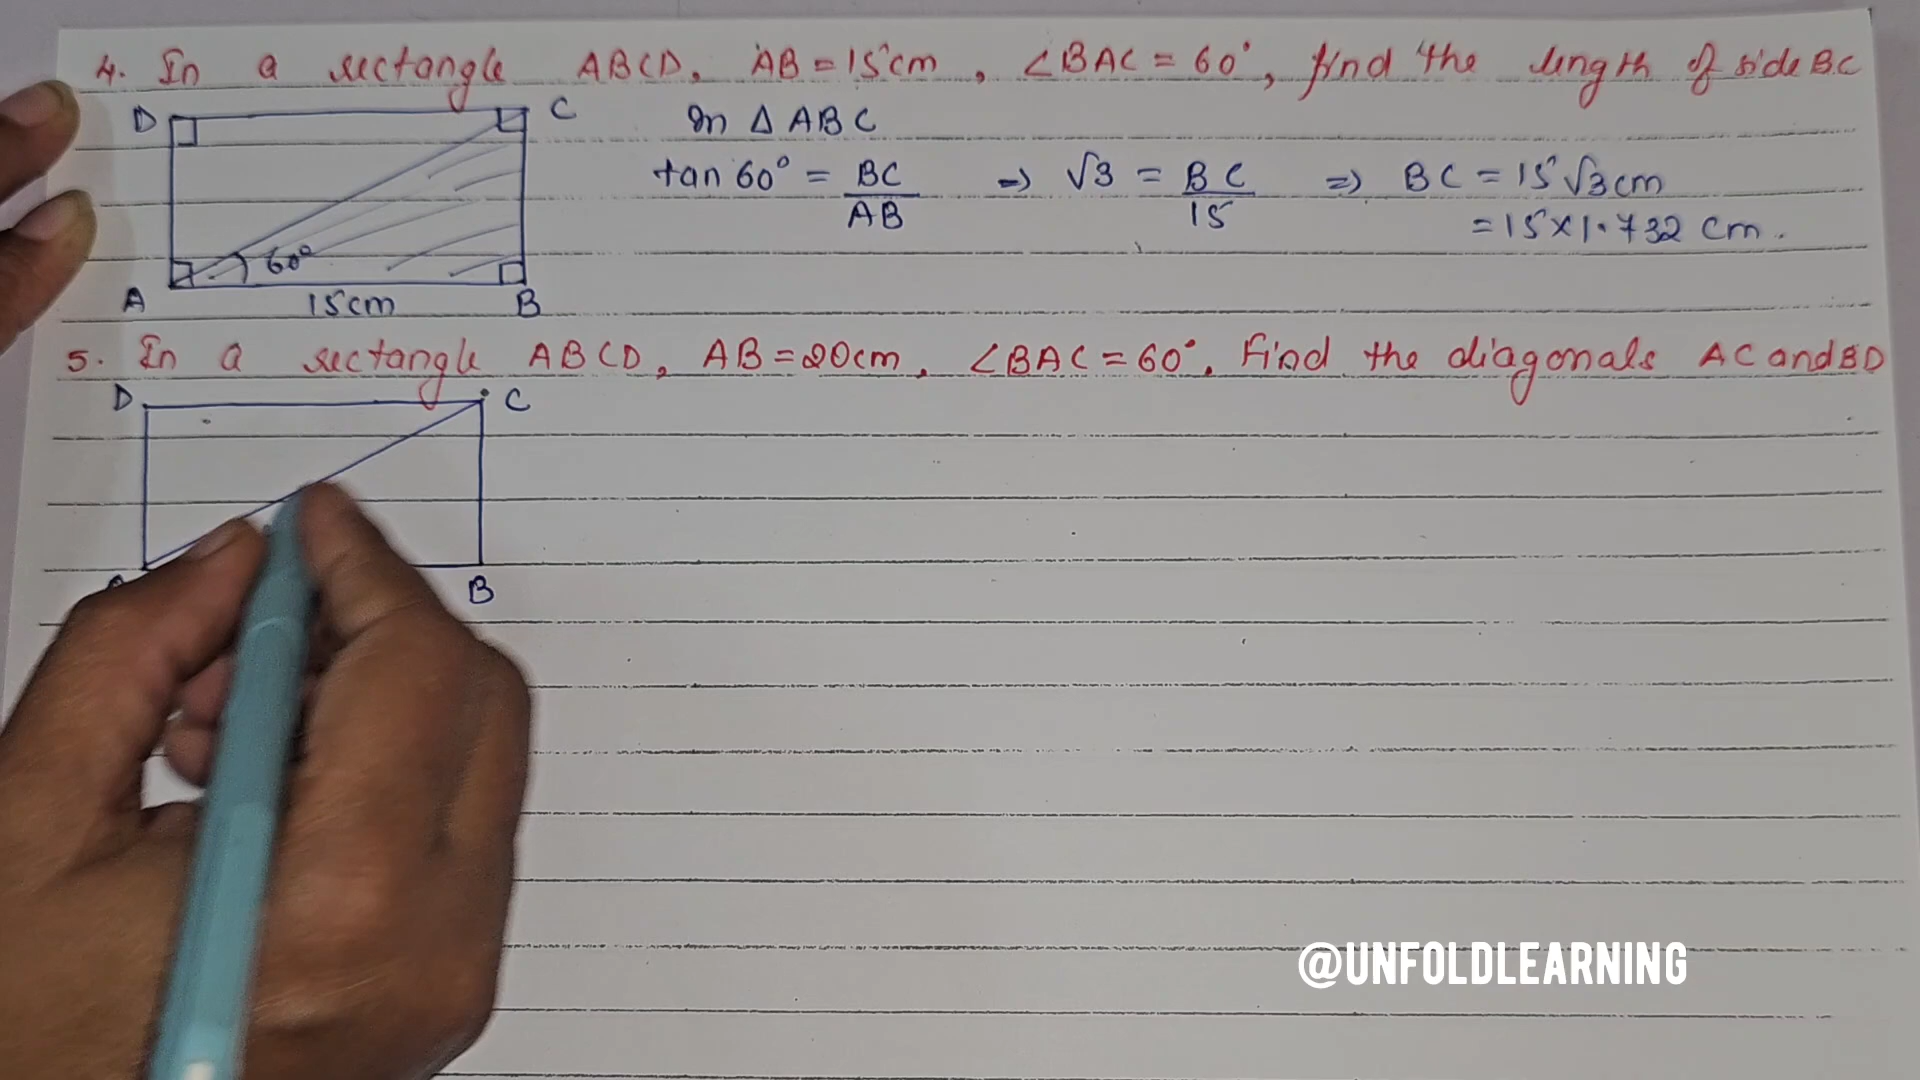 4. In a rectangle ABCD, AB = 15cm, ∠BAC = 60°, find the length of side BC
D C
In Δ ABC
tan 60° = BC/AB ⇒ √3 = BC/15 ⇒ BC = 15√3 cm
= 15×1.732 cm.
60°
A 15cm B
5. In a rectangle ABCD, AB = 20cm, ∠BAC = 60°. Find the diagonals AC and BD
D C
B
@UNFOLDLEARNING